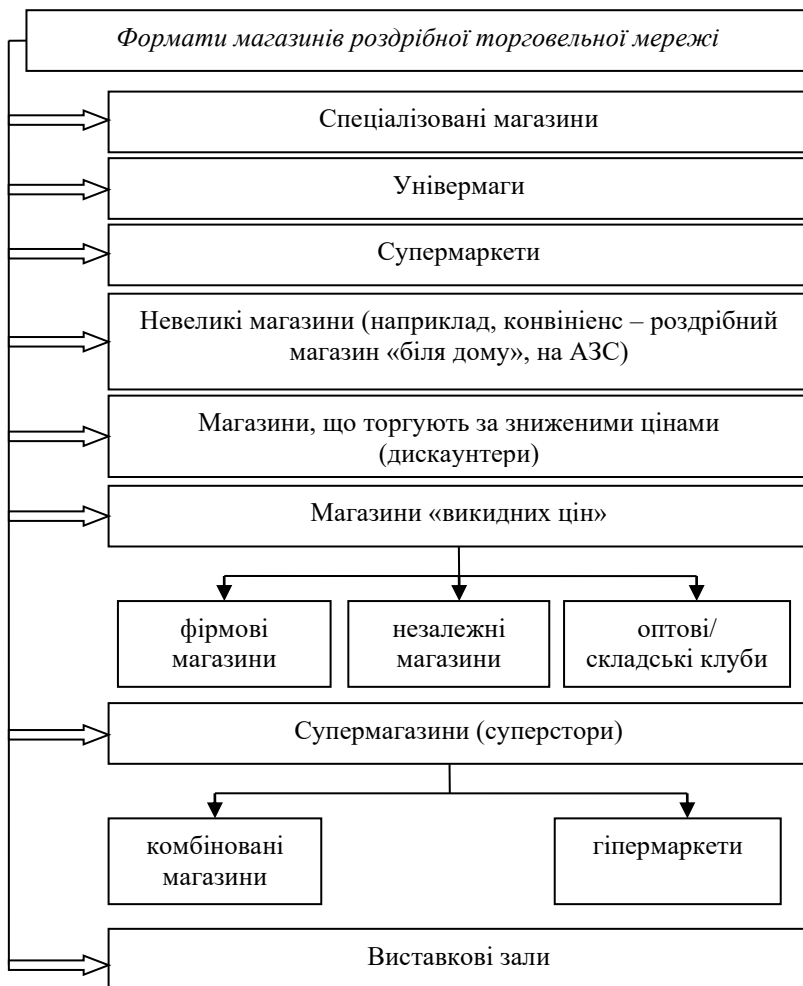 Формати магазинів роздрібної торговельної мережі
Спеціалізовані магазини
Універмаги
Супермаркети
Невеликі магазини (наприклад, конвінієнс – роздрібний
магазин «біля дому», на АЗС)
Магазини, що торгують за зниженими цінами
(дискаунтери)
Магазини «викидних цін»
фірмові
магазини
незалежні
магазини
оптові/
складські клуби
Супермагазини (суперстори)
комбіновані
магазини
гіпермаркети
Виставкові зали